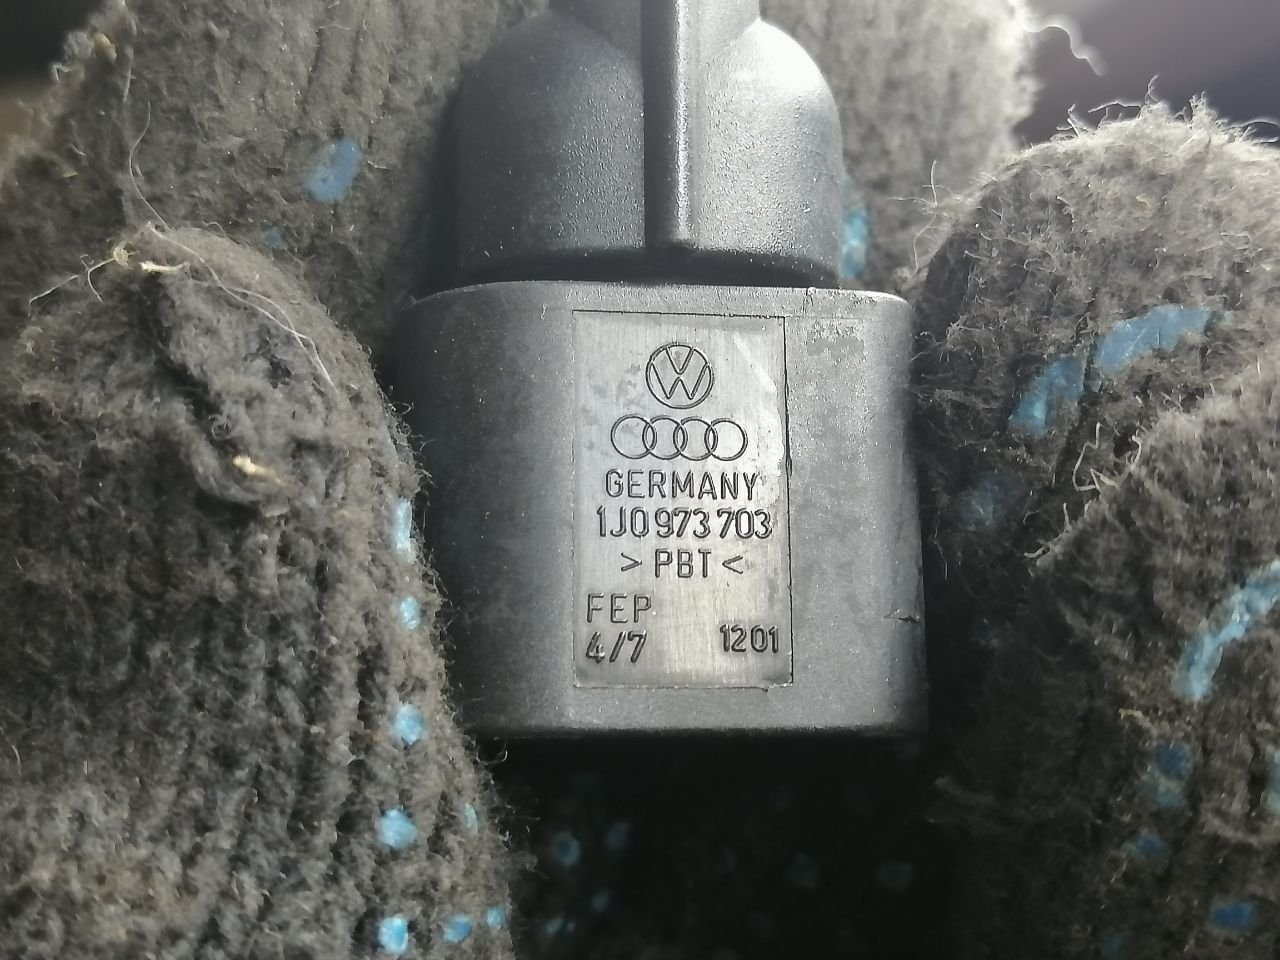 GERMANY
1J0 973 703
> PBT <
FEP
4/7 1201